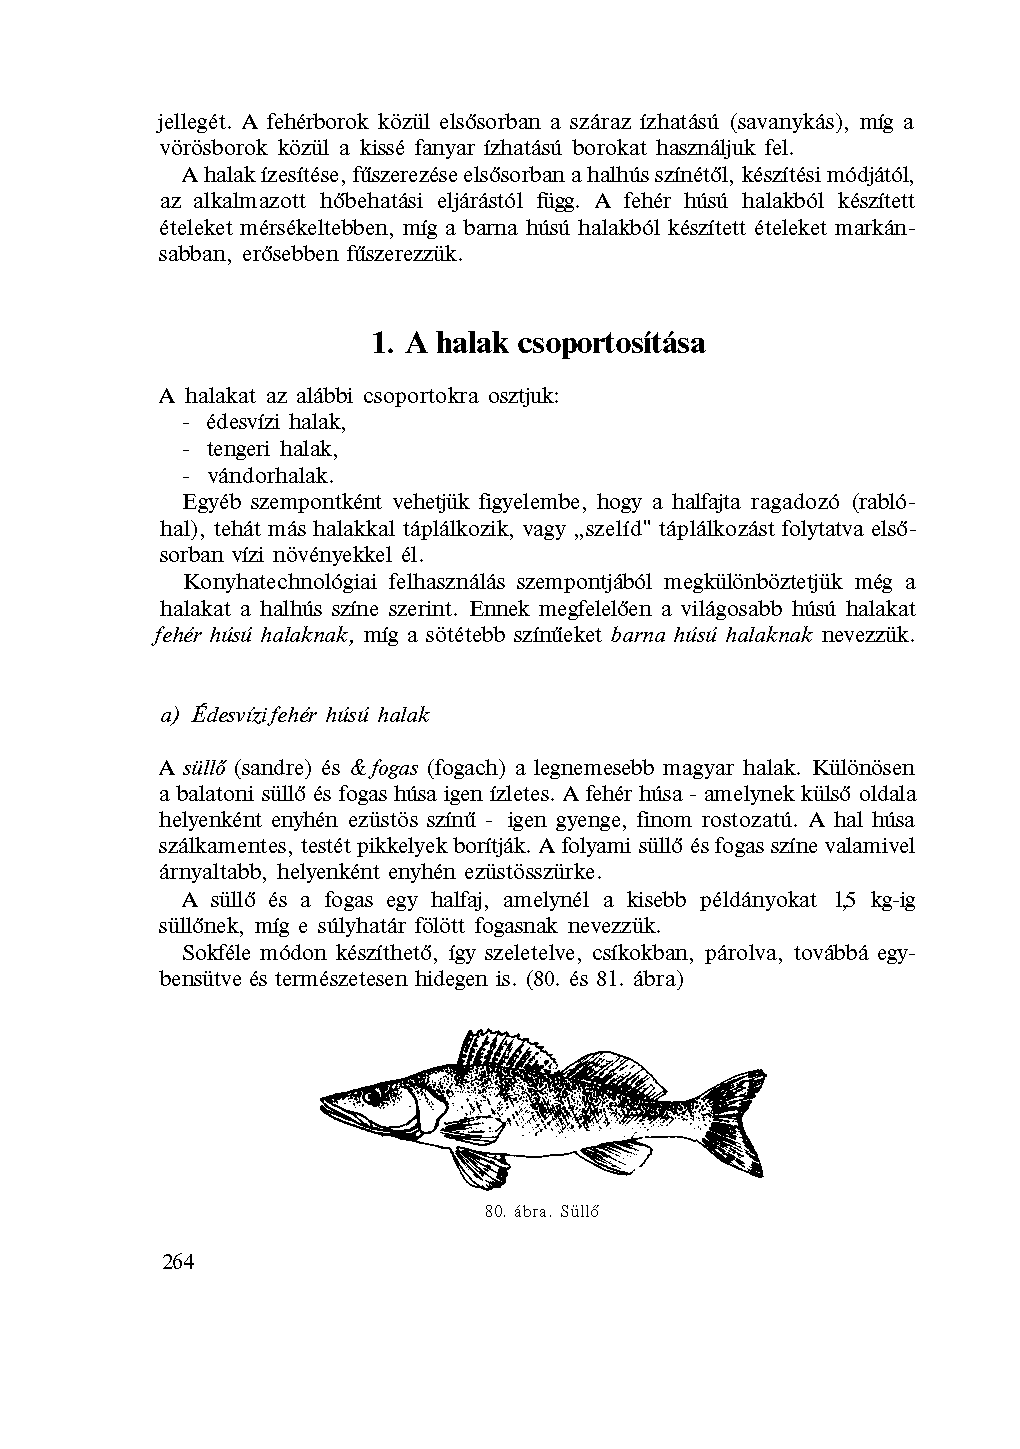 jellegét. A fehérborok közül elsősorban a száraz ízhatású (savanykás), míg a
vörösborok közül a kissé fanyar ízhatású borokat használjuk fel.
A halak ízesítése, fűszerezése elsősorban a halhús színétől, készítési módjától,
az alkalmazott hőbehatási eljárástól függ. A fehér húsú halakból készített
ételeket mérsékeltebben, míg a barna húsú halakból készített ételeket markán-
sabban, erősebben fűszerezzük.
1. A halak csoportosítása
A halakat az alábbi csoportokra osztjuk:
- édesvízi halak,
- tengeri halak,
- vándorhalak.
Egyéb szempontként vehetjük figyelembe, hogy a halfajta ragadozó (rabló-
hal), tehát más halakkal táplálkozik, vagy „szelíd" táplálkozást folytatva első-
sorban vízi növényekkel él.
Konyhatechnológiai felhasználás szempontjából megkülönböztetjük még a
halakat a halhús színe szerint. Ennek megfelelően a világosabb húsú halakat
fehér húsú halaknak, míg a sötétebb színűeket barna húsú halaknak nevezzük.
a) Édesvízi fehér húsú halak
A süllő (sandre) és & fogas (fogach) a legnemesebb magyar halak. Különösen
a balatoni süllő és fogas húsa igen ízletes. A fehér húsa - amelynek külső oldala
helyenként enyhén ezüstös színű - igen gyenge, finom rostozatú. A hal húsa
szálkamentes, testét pikkelyek borítják. A folyami süllő és fogas színe valamivel
árnyaltabb, helyenként enyhén ezüstösszürke.
A süllő és a fogas egy halfaj, amelynél a kisebb példányokat 1,5 kg-ig
süllőnek, míg e súlyhatár fölött fogasnak nevezzük.
Sokféle módon készíthető, így szeletelve, csíkokban, párolva, továbbá egy-
bensütve és természetesen hidegen is. (80. és 81. ábra)
80. ábra. Süllő
264